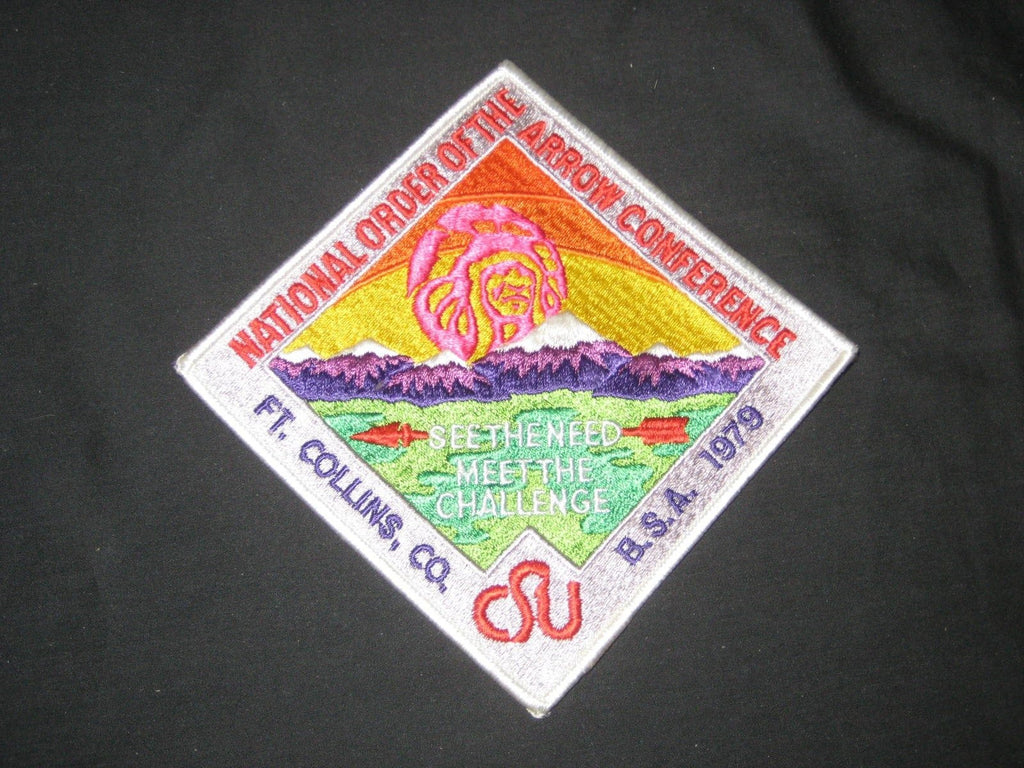 NATIONAL ORDER OF THE
ARROW CONFERENCE
SEE THE NEED
MEET THE
CHALLENGE
FT. COLLINS, CO.
B.S.A. 1979
CSU